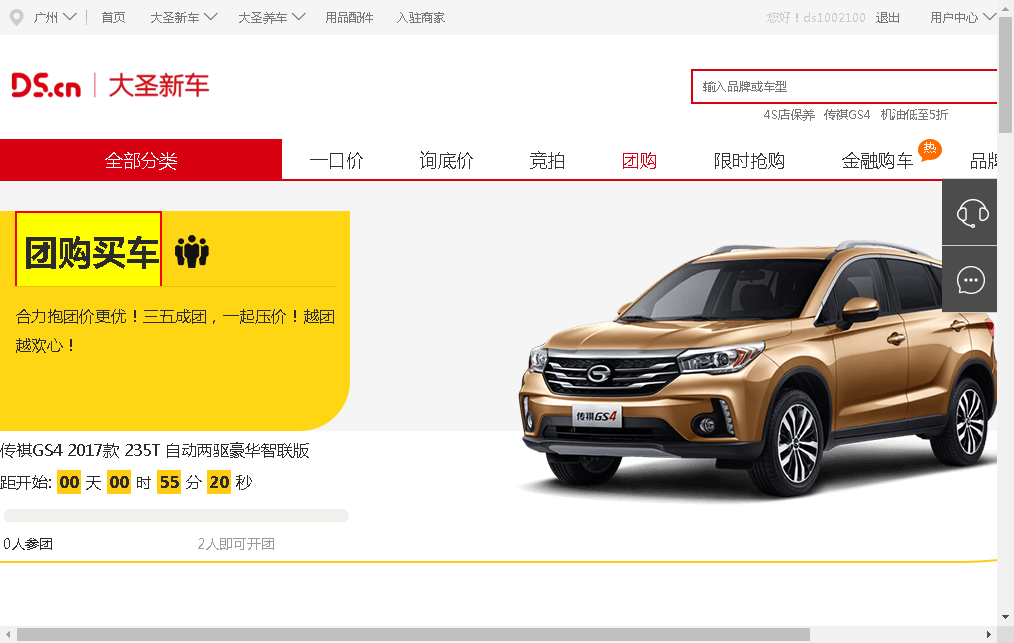 广州 首页 大圣新车 大圣养车 用品配件 入驻商家 您好！ds1002100 退出 用户中心
DS.cn 大圣新车
输入品牌或车型
4S店保养 传祺GS4 机油低至5折
全部分类 一口价 询底价 竞拍 团购 限时抢购 金融购车 热 品牌
团购买车
合力抱团价更优！三五成团，一起压价！越团
越欢心！
传祺GS4
传祺GS4 2017款 235T 自动两驱豪华智联版
距开始: 00 天 00 时 55 分 20 秒
0人参团 2人即可开团